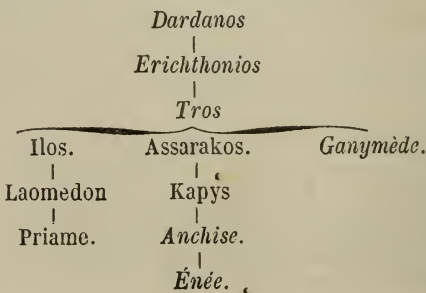 Dardanos
Erichthonios
Tros
Ilos. Assarakos. Ganymède.
Laomedon Kapys
Priame. Anchise.
Énée.